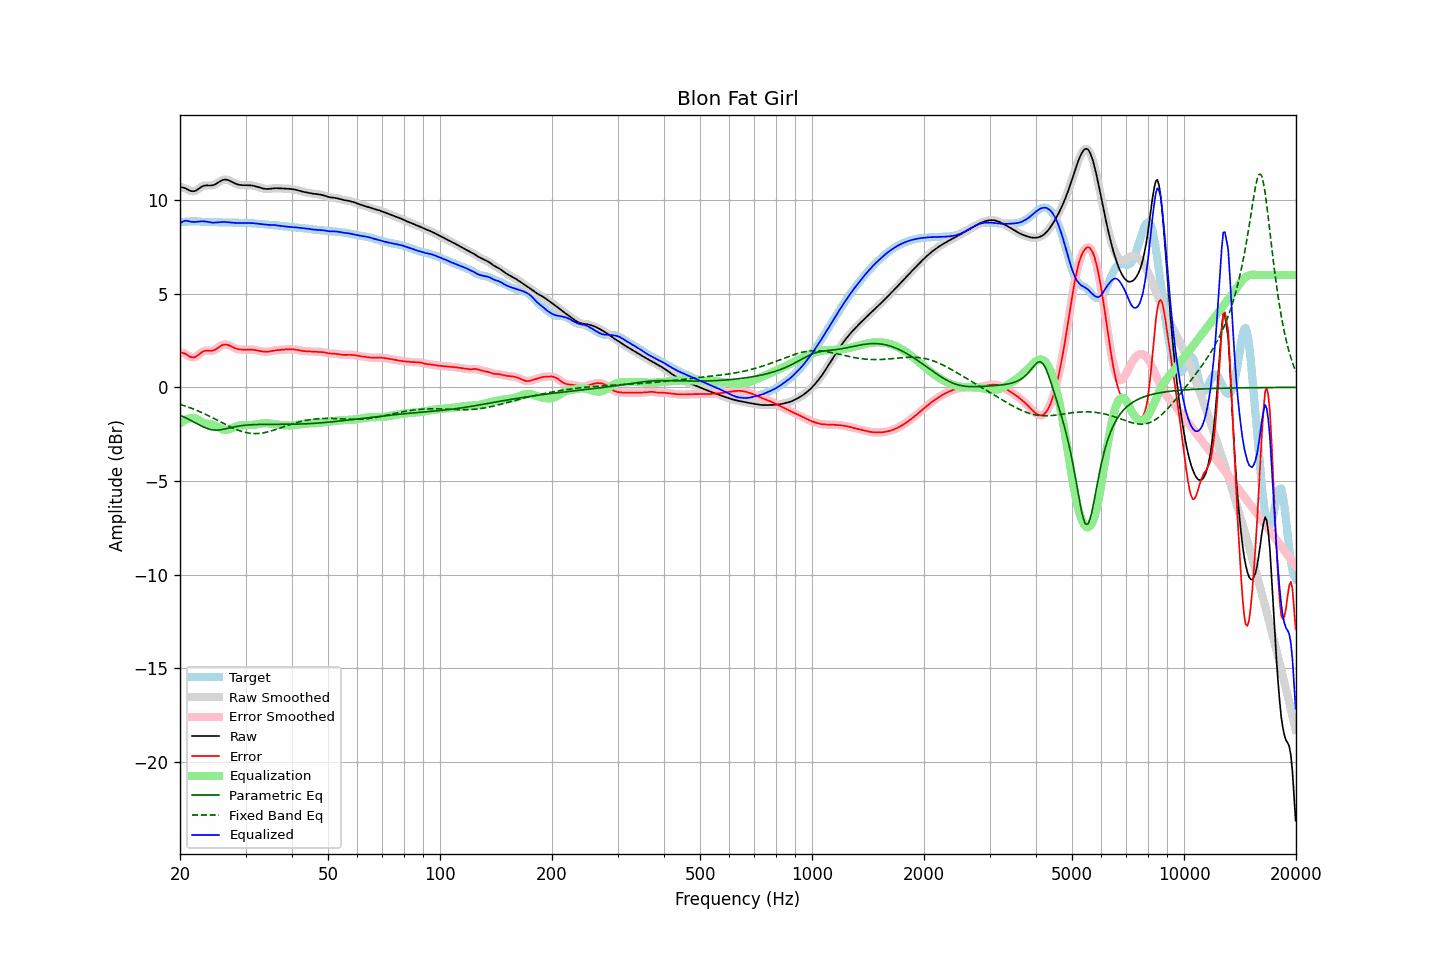 Blon Fat Girl
Amplitude (dBr)
10
5
0
−5
−10
−15
−20
Target
Raw Smoothed
Error Smoothed
Raw
Error
Equalization
Parametric Eq
Fixed Band Eq
Equalized
20 50 100 200 500 1000 2000 5000 10000 20000
Frequency (Hz)